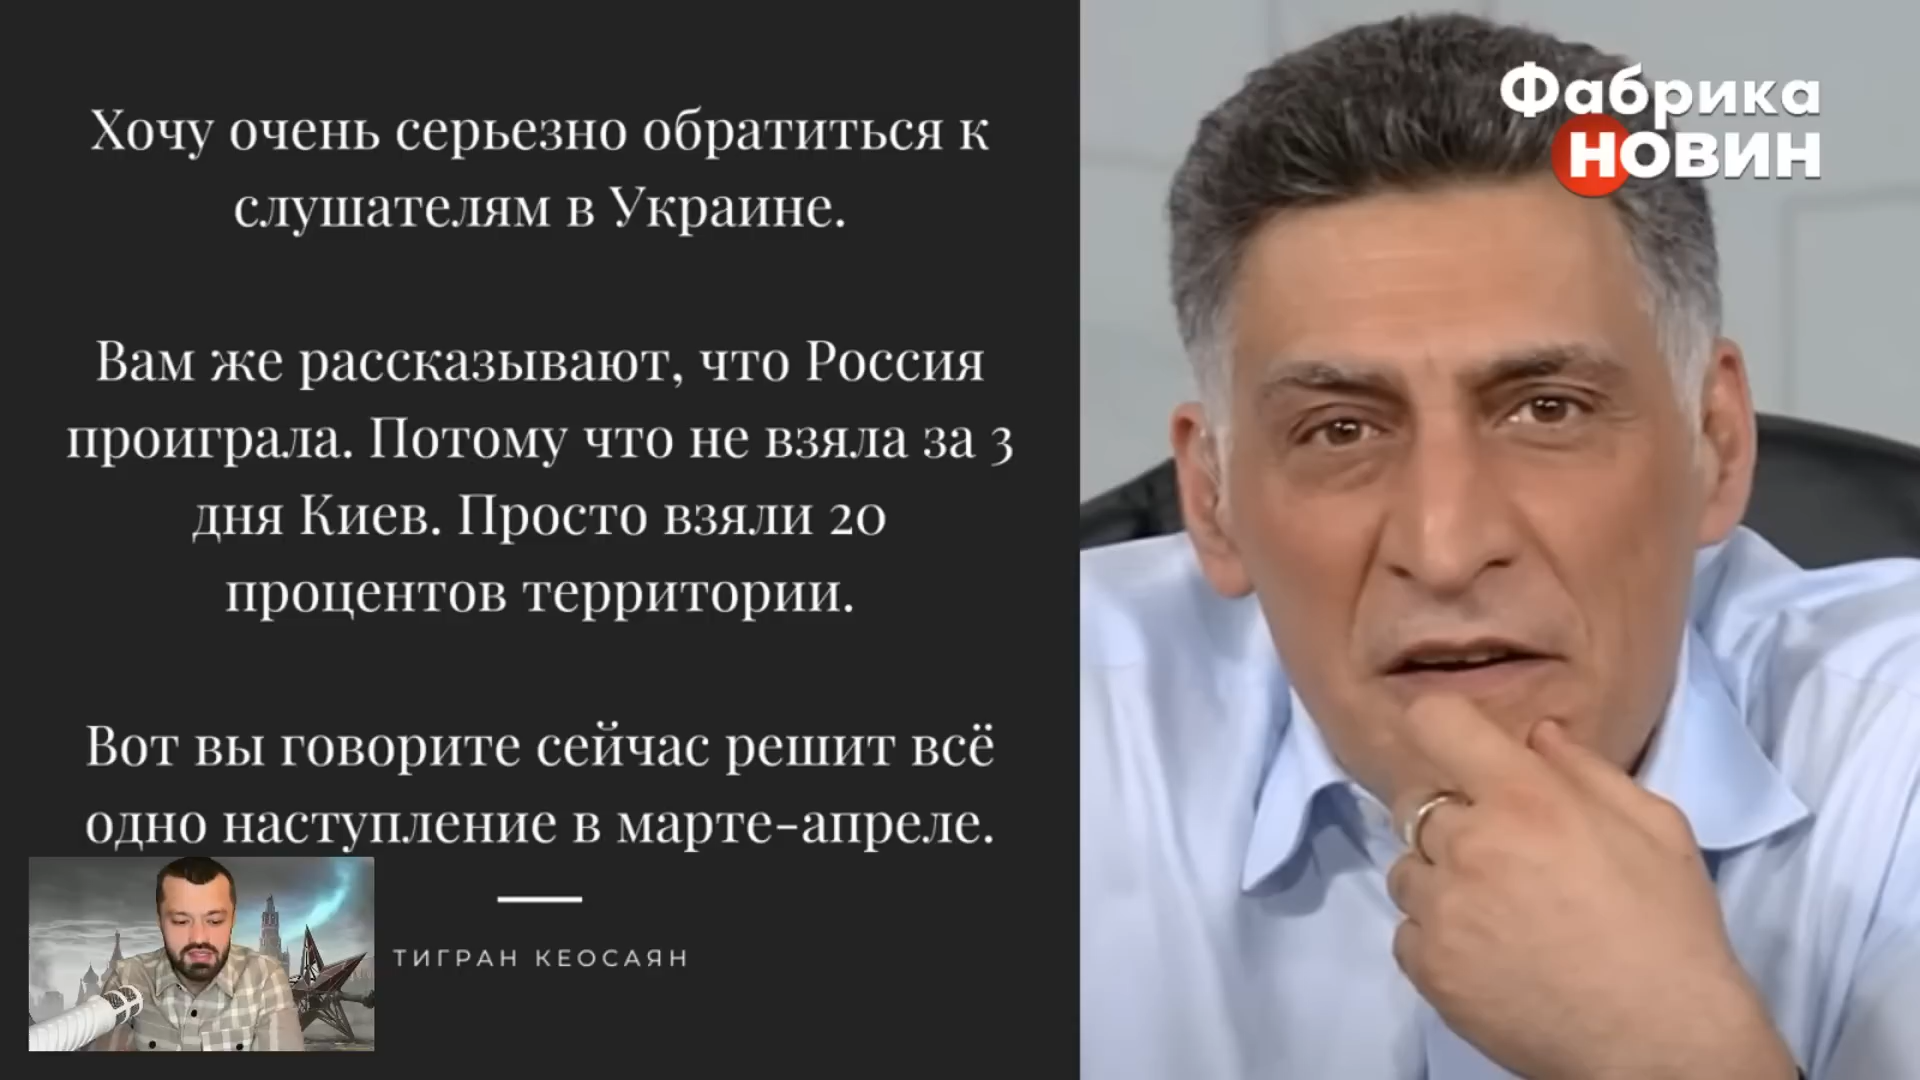 Хочу очень серьезно обратиться к
слушателям в Украине.
Вам же рассказывают, что Россия
проиграла. Потому что не взяла за 3
дня Киев. Просто взяли 20
процентов территории.
Вот вы говорите сейчас решит всё
одно наступление в марте-апреле.
ТИГРАН КЕОСАЯН
Фабрика
новин